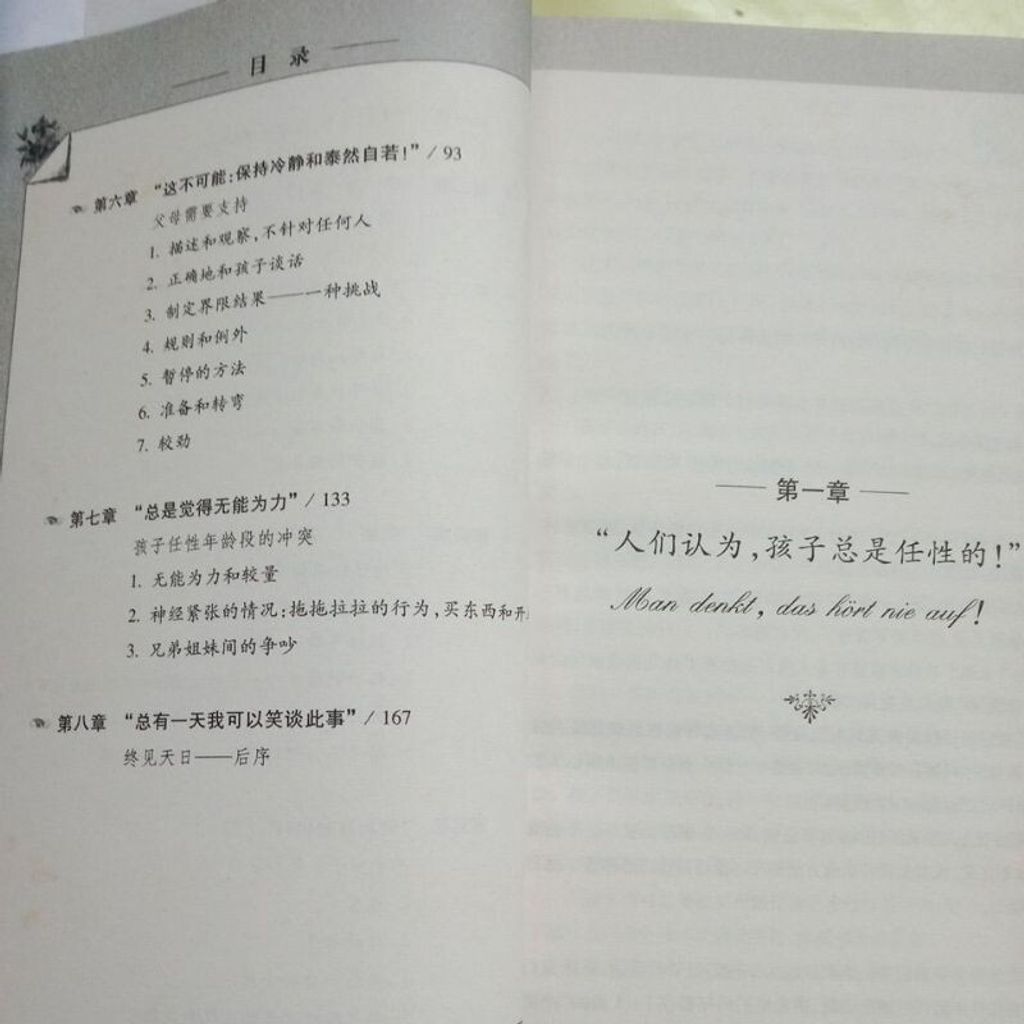 目 录
第六章 “这不可能:保持冷静和泰然自若!” / 93
父母需要支持
1. 描述和观察,不针对任何人
2. 正确地和孩子谈话
3. 制定界限结果——一种挑战
4. 规则和例外
5. 暂停的方法
6. 准备和转弯
7. 较劲
第七章 “总是觉得无能为力” / 133
孩子任性年龄段的冲突
1. 无能为力和较量
2. 神经紧张的情况:拖拖拉拉的行为,买东西和
3. 兄弟姐妹间的争吵
第八章 “总有一天我可以笑谈此事” / 167
终见天日——后序
第一章
“人们认为,孩子总是任性的!”
Man denkt, das hört nie auf!